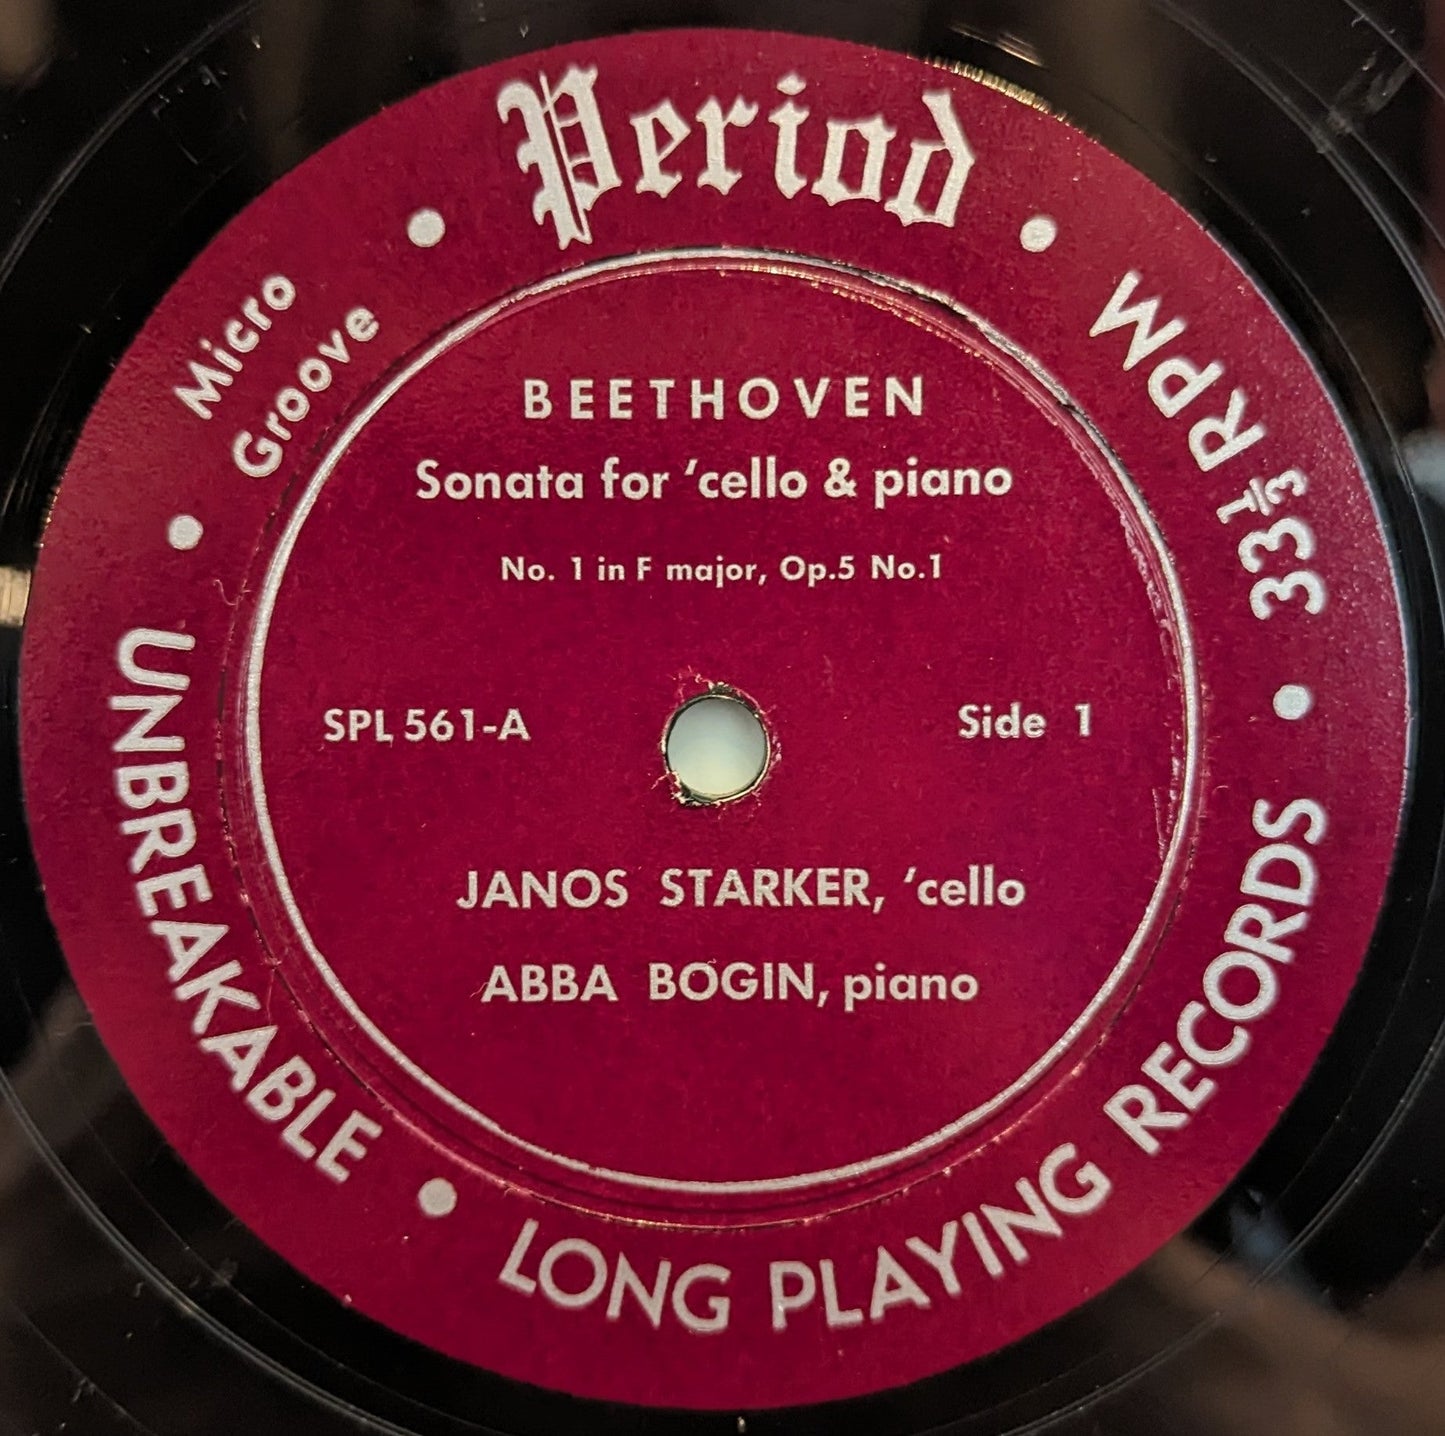 Period
Micro
Groove
33⅓ RPM
BEETHOVEN
Sonata for ‘cello & piano
No. 1 in F major, Op.5 No.1
SPL 561-A
Side 1
JANOS STARKER, ‘cello
ABBA BOGIN, piano
UNBREAKABLE
LONG PLAYING RECORDS